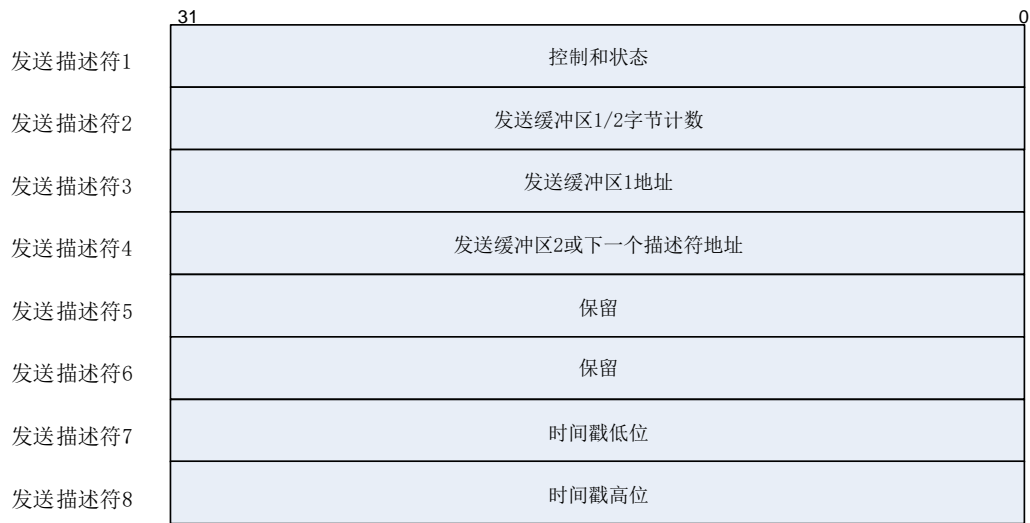 31 0
发送描述符1 控制和状态
发送描述符2 发送缓冲区1/2字节计数
发送描述符3 发送缓冲区1地址
发送描述符4 发送缓冲区2或下一个描述符地址
发送描述符5 保留
发送描述符6 保留
发送描述符7 时间戳低位
发送描述符8 时间戳高位